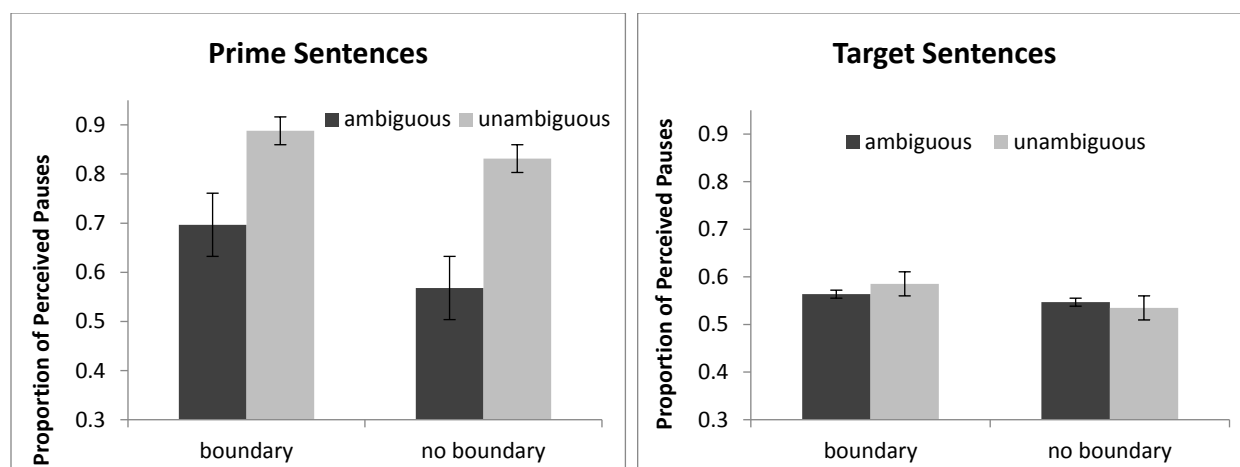 Prime Sentences
ambiguous unambiguous
Proportion of Perceived Pauses
0.9
0.8
0.7
0.6
0.5
0.4
0.3
boundary no boundary
Target Sentences
ambiguous unambiguous
Proportion of Perceived Pauses
0.9
0.8
0.7
0.6
0.5
0.4
0.3
boundary no boundary